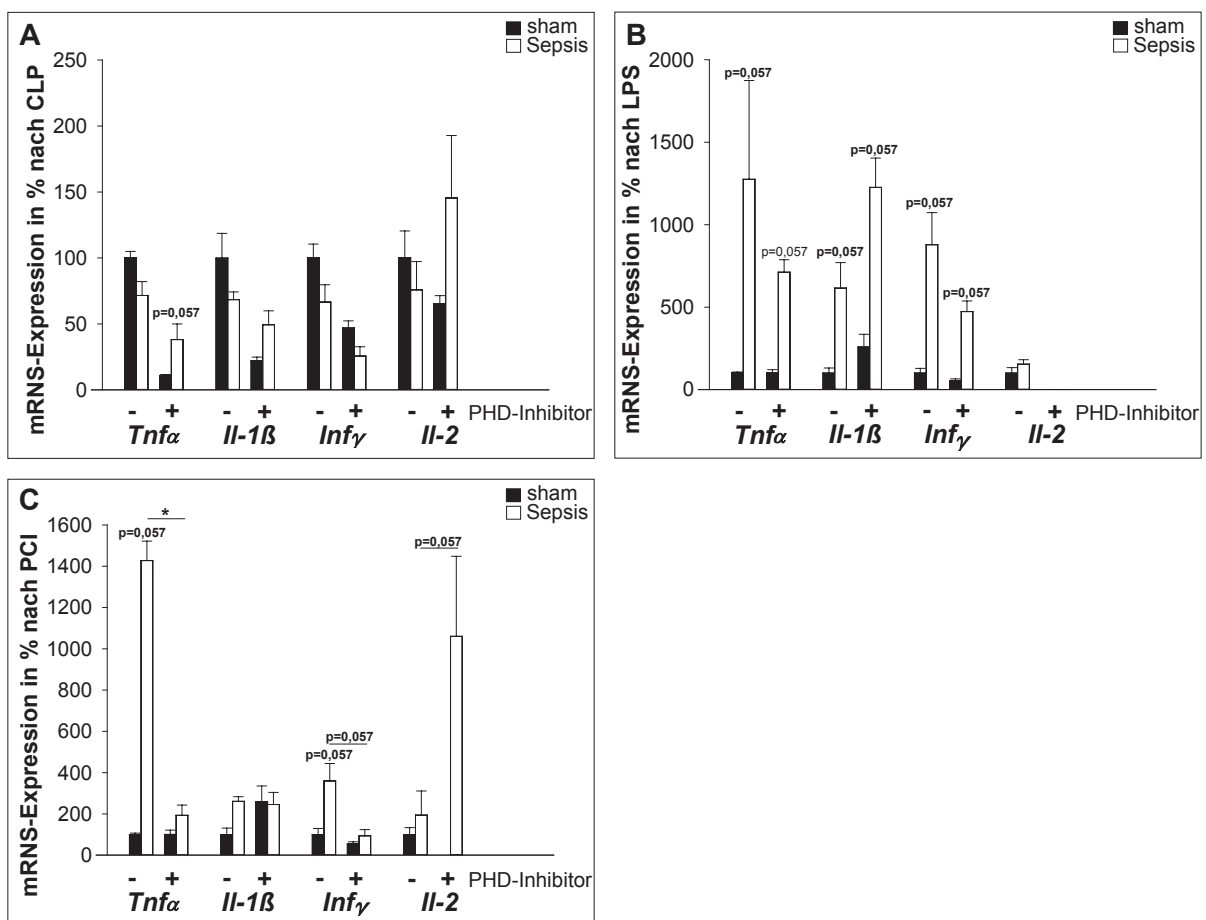 A
sham
Sepsis
mRNS-Expression in % nach CLP
250
200
150
100
50
0
p=0,057
- + - + - + - + PHD-Inhibitor
Tnfα Il-1ß Infγ Il-2
B
sham
Sepsis
mRNS-Expression in % nach LPS
2000
1500
1000
500
0
p=0,057
p=0,057
p=0,057
p=0,057
p=0,057
p=0,057
- + - + - + - + PHD-Inhibitor
Tnfα Il-1ß Infγ Il-2
C
sham
Sepsis
mRNS-Expression in % nach PCI
1600
1400
1200
1000
800
600
400
200
0
*
p=0,057
p=0,057
p=0,057
p=0,057
- + - + - + - + PHD-Inhibitor
Tnfα Il-1ß Infγ Il-2